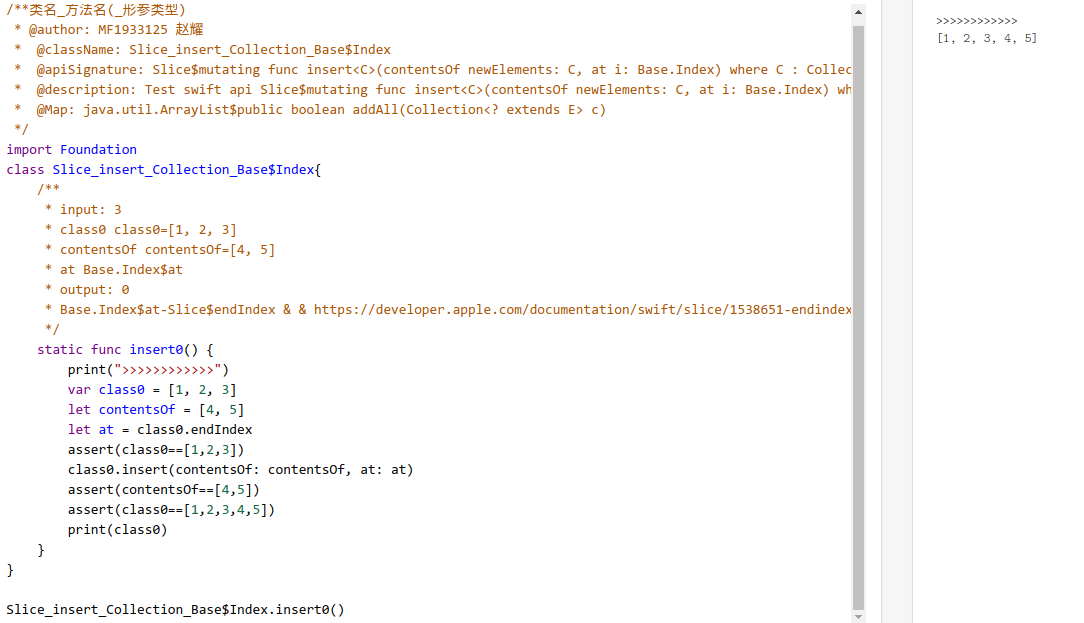 /**类名_方法名(_形参类型)
 * @author: MF1933125 赵耀
 *  @className: Slice_insert_Collection_Base$Index
 *  @apiSignature: Slice$mutating func insert<C>(contentsOf newElements: C, at i: Base.Index) where C : Collec
 *  @description: Test swift api Slice$mutating func insert<C>(contentsOf newElements: C, at i: Base.Index) wh
 *  @Map: java.util.ArrayList$public boolean addAll(Collection<? extends E> c)
 */
import Foundation
class Slice_insert_Collection_Base$Index{
    /**
     * input: 3
     * class0 class0=[1, 2, 3]
     * contentsOf contentsOf=[4, 5]
     * at Base.Index$at
     * output: 0
     * Base.Index$at-Slice$endIndex & & https://developer.apple.com/documentation/swift/slice/1538651-endindex
     */
    static func insert0() {
        print(">>>>>>>>>>>>")
        var class0 = [1, 2, 3]
        let contentsOf = [4, 5]
        let at = class0.endIndex
        assert(class0==[1,2,3])
        class0.insert(contentsOf: contentsOf, at: at)
        assert(contentsOf==[4,5])
        assert(class0==[1,2,3,4,5])
        print(class0)
    }
}

Slice_insert_Collection_Base$Index.insert0()
>>>>>>>>>>>>
[1, 2, 3, 4, 5]